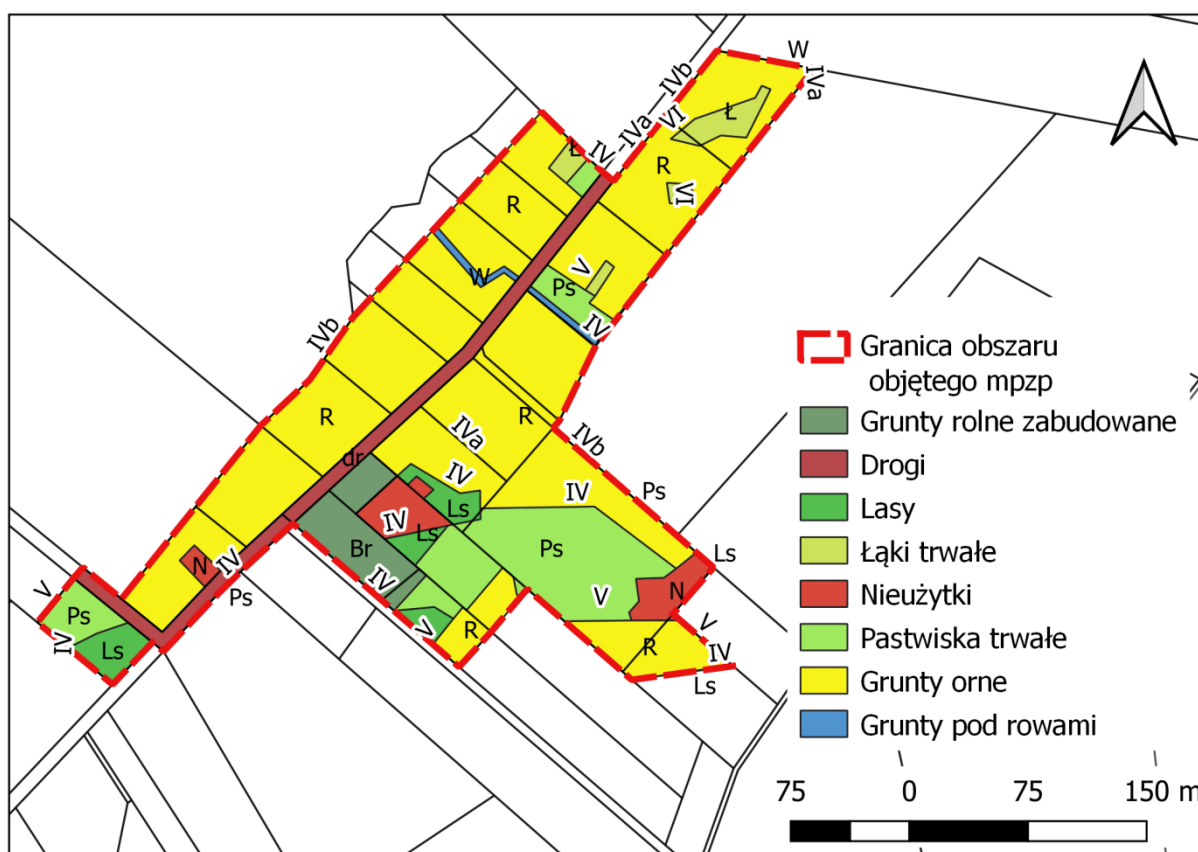 W
IVb
IVa
VI
Ł
IVa
IV
Ł
R
R
VI
V
W
Ps
IV
IVb
R
R
IVa
IVb
dr
IV
IV
Ps
Ls
IV
Ls
Ps
Ls
Br
N
IV
IV
Ps
V
N
V
V
Ps
IV
Ls
V
R
R
IV
Ls
Granica obszaru
objętego mpzp
Grunty rolne zabudowane
Drogi
Lasy
Łąki trwałe
Nieużytki
Pastwiska trwałe
Grunty orne
Grunty pod rowami
75 0 75 150 m